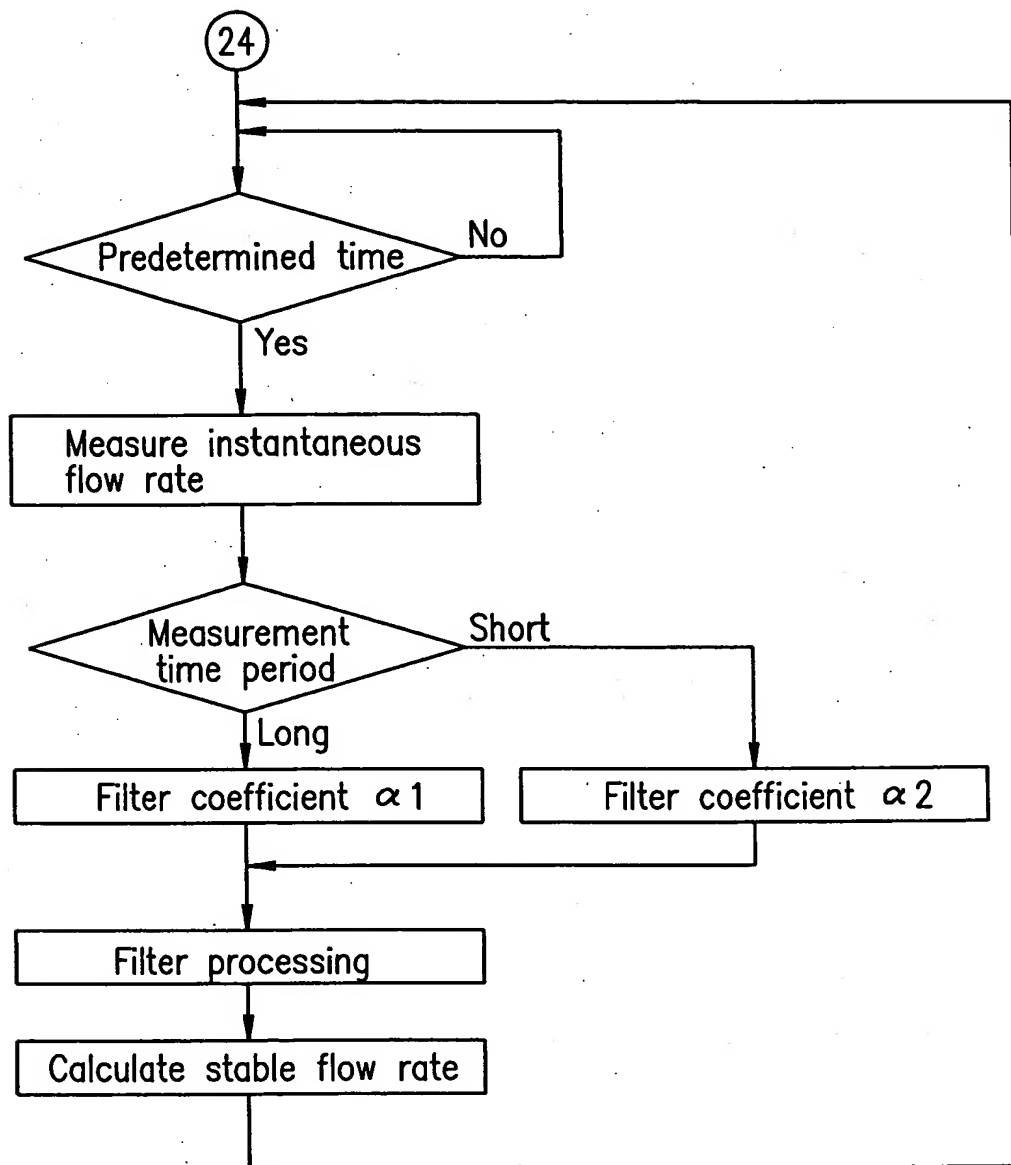 24
Predetermined time
No
Yes
Measure instantaneous
flow rate
Measurement
time period
Short
Long
Filter coefficient α1
Filter coefficient α2
Filter processing
Calculate stable flow rate